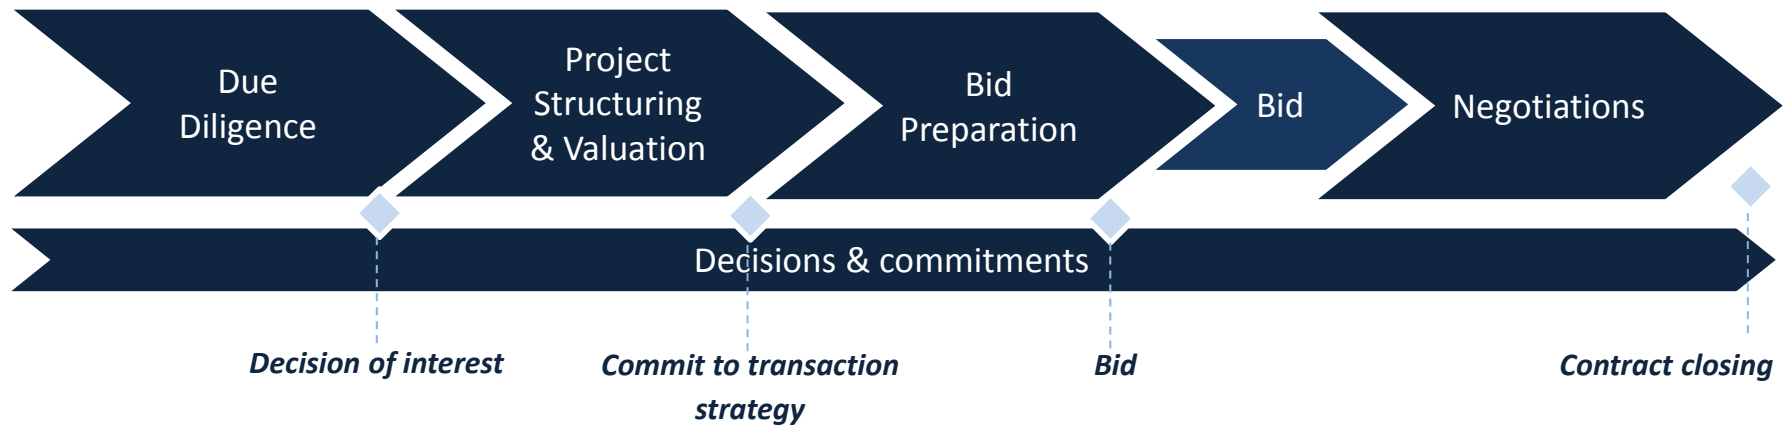 Due
Diligence
Project
Structuring
& Valuation
Bid
Preparation
Bid
Negotiations
Decisions & commitments
Decision of interest
Commit to transaction
strategy
Bid
Contract closing